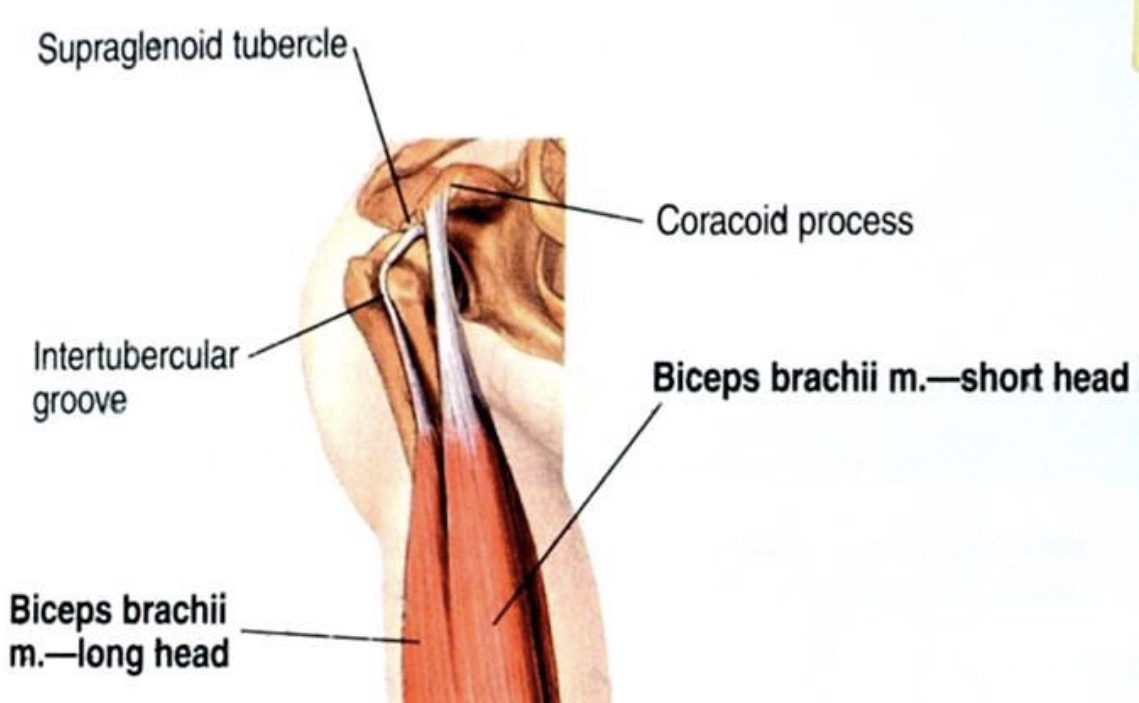 Supraglenoid tubercle
Coracoid process
Intertubercular
groove
Biceps brachii m.—short head
Biceps brachii
m.—long head